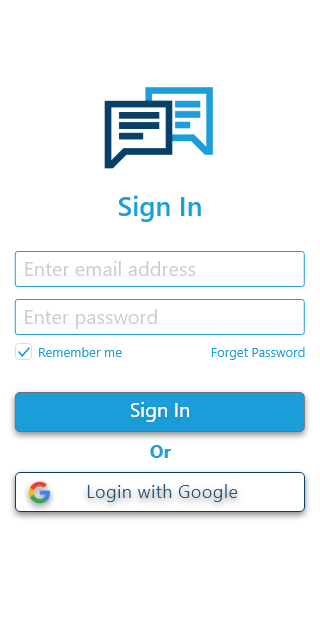 Sign In
Enter email address
Enter password
Remember me
Forget Password
Sign In
Or
Login with Google